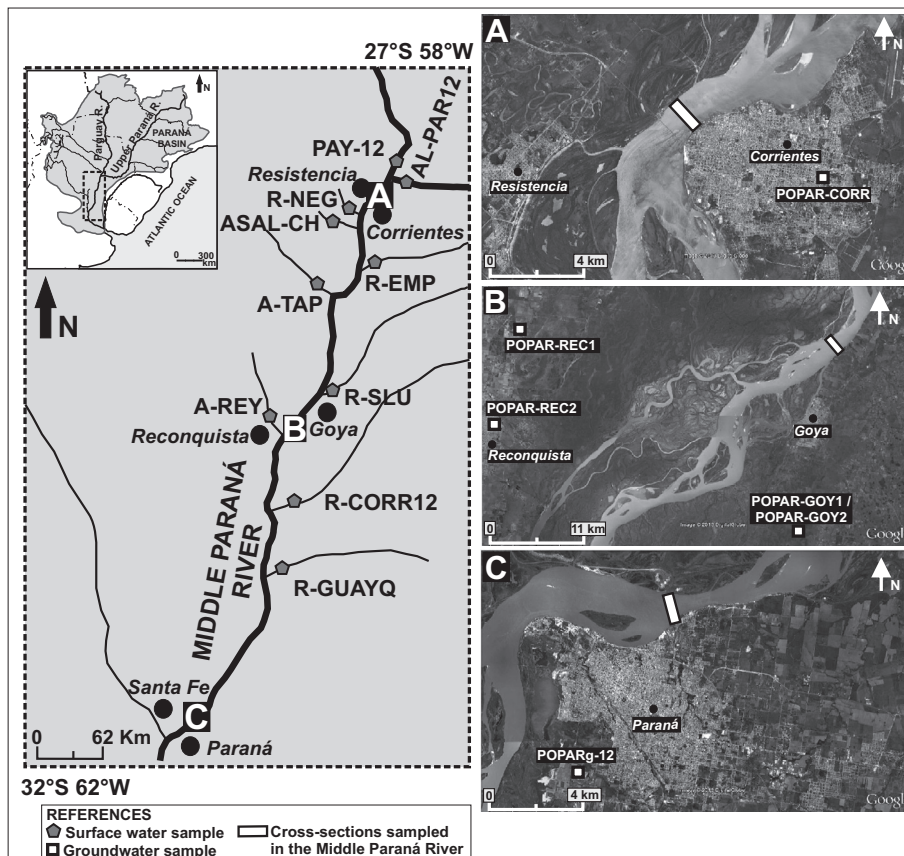 27°S 58°W
N
Parguay R.
Upper Paraná R.
PARANA
BASIN
ATLANTIC OCEAN
0 300
km
AL-PAR12
PAY-12
Resistencia
A
R-NEG
ASAL-CH
Corrientes
R-EMP
A-TAP
N
R-SLU
A-REY
B
Goya
Reconquista
R-CORR12
MIDDLE PARANÁ
RIVER
R-GUAYQ
Santa Fe
C
0 62 Km
Paraná
32°S 62°W
REFERENCES
Surface water sample
Groundwater sample
Cross-sections sampled
in the Middle Paraná River
A
N
Corrientes
Resistencia
POPAR-CORR
0 4 km
Googl
B
N
POPAR-REC1
POPAR-REC2
Goya
Reconquista
POPAR-GOY1 /
POPAR-GOY2
0 11 km
Googl
C
N
Paraná
POPARg-12
0 4 km
Googl